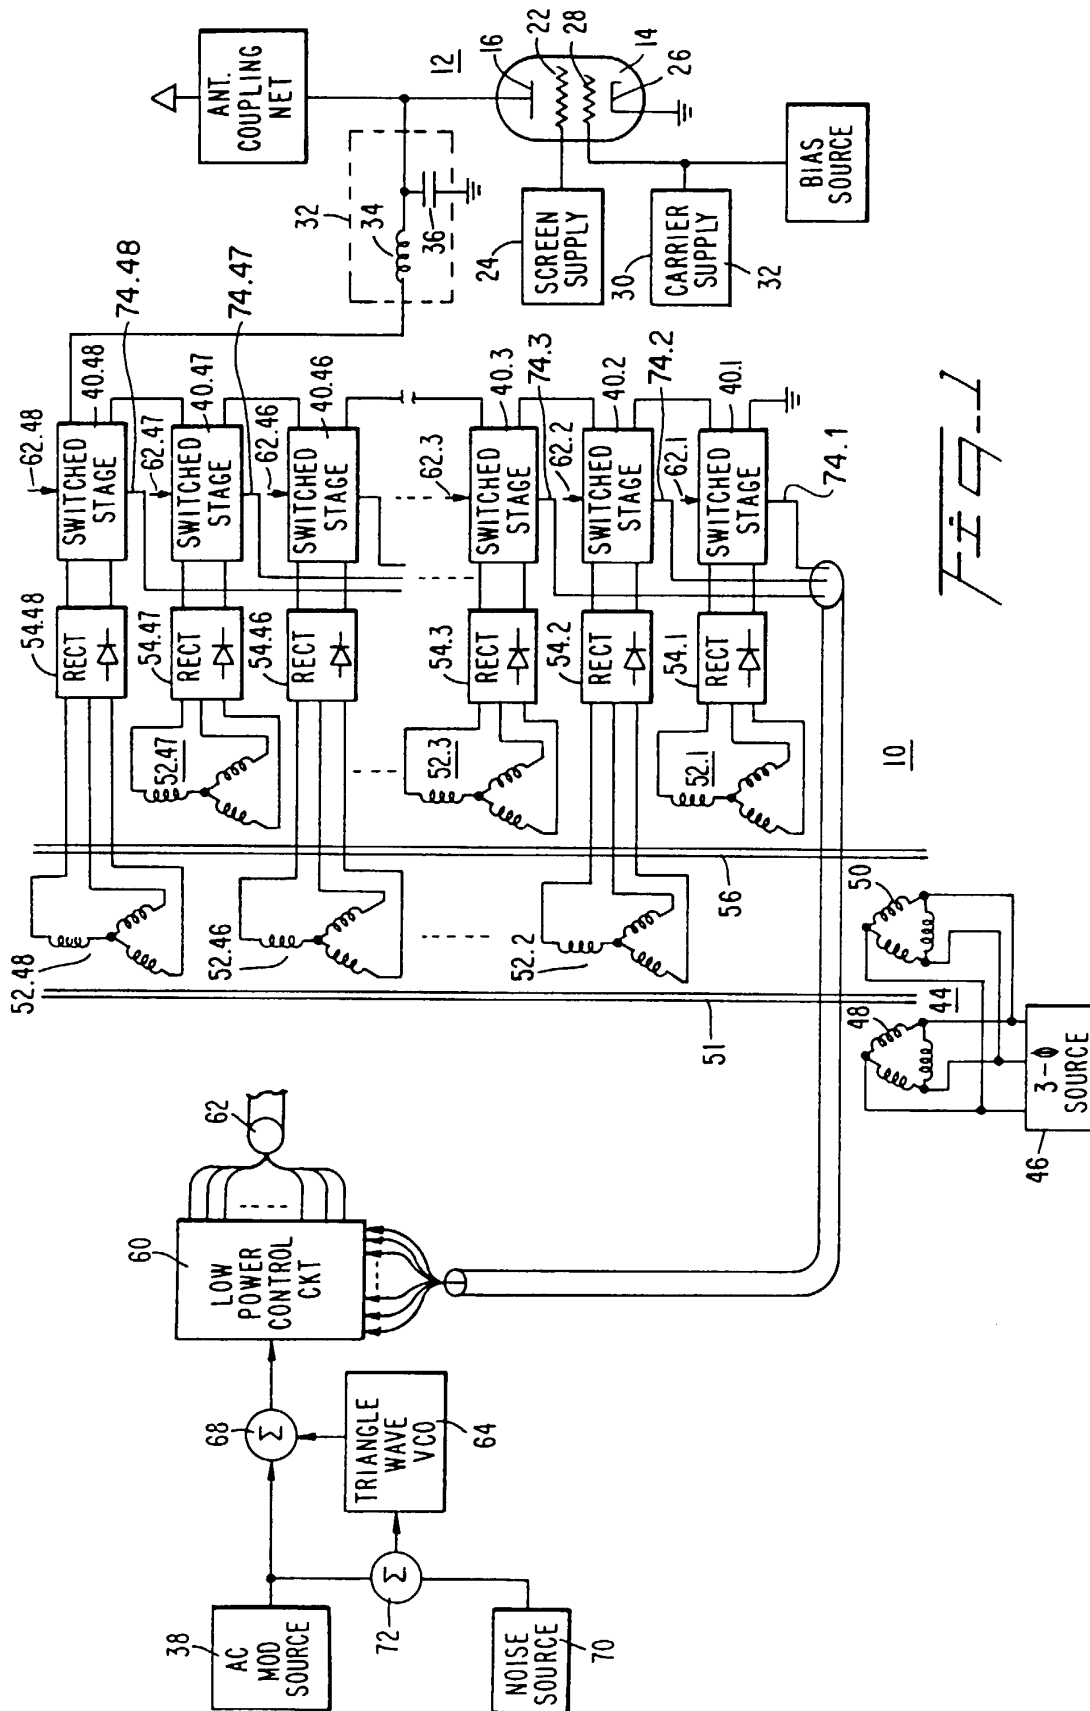 38
AC
MOD
SOURCE
68
Σ
72
Σ
NOISE
SOURCE
70
TRIANGLE
WAVE
VCO
64
60
LOW
POWER
CONTROL
CKT
62
52.48
52.46
52.2
51
56
44
48
50
46
3-Φ
SOURCE
10
52.47
52.3
52.1
54.48
RECT
54.47
RECT
54.46
RECT
54.3
RECT
54.2
RECT
54.1
RECT
62.48
SWITCHED
STAGE
40.48
74.48
62.47
SWITCHED
STAGE
40.47
74.47
62.46
SWITCHED
STAGE
40.46
62.3
SWITCHED
STAGE
40.3
74.3
62.2
SWITCHED
STAGE
40.2
74.2
62.1
SWITCHED
STAGE
40.1
74.1
32
34
36
ANT.
COUPLING
NET
12
16
22
28
14
26
24
SCREEN
SUPPLY
30
CARRIER
SUPPLY
32
BIAS
SOURCE
Fig-1